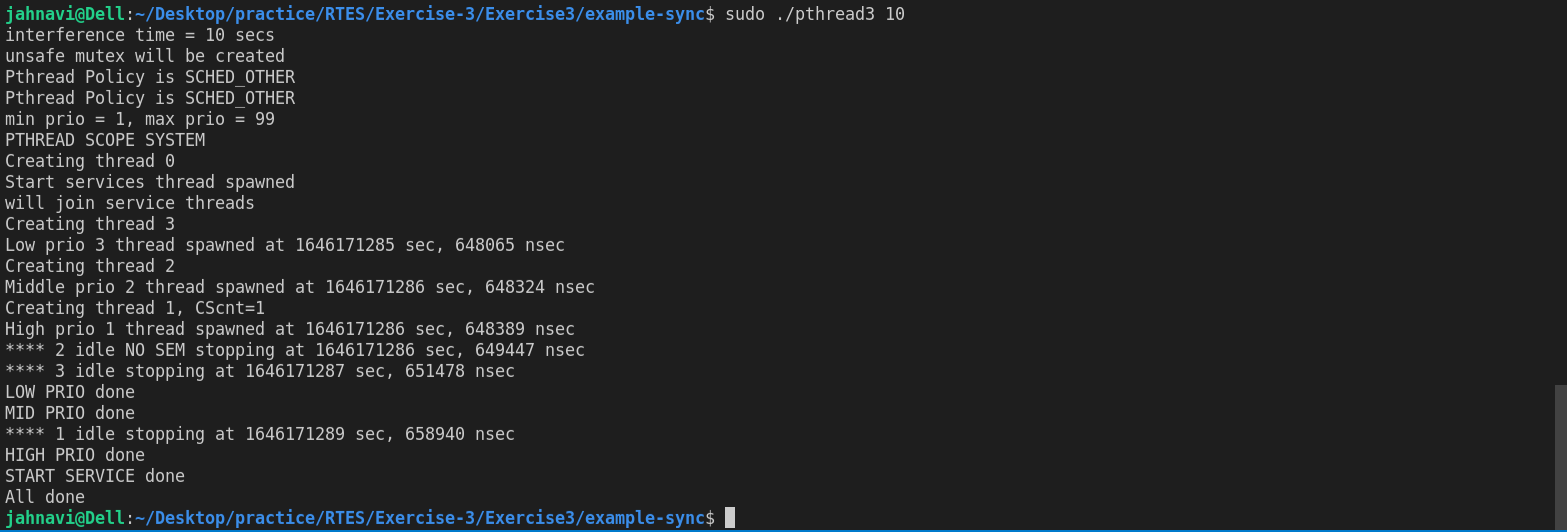 jahnavi@Dell:~/Desktop/practice/RTES/Exercise-3/Exercise3/example-sync$ sudo ./pthread3 10
interference time = 10 secs
unsafe mutex will be created
Pthread Policy is SCHED_OTHER
Pthread Policy is SCHED_OTHER
min prio = 1, max prio = 99
PTHREAD SCOPE SYSTEM
Creating thread 0
Start services thread spawned
will join service threads
Creating thread 3
Low prio 3 thread spawned at 1646171285 sec, 648065 nsec
Creating thread 2
Middle prio 2 thread spawned at 1646171286 sec, 648324 nsec
Creating thread 1, CScnt=1
High prio 1 thread spawned at 1646171286 sec, 648389 nsec
**** 2 idle NO SEM stopping at 1646171286 sec, 649447 nsec
**** 3 idle stopping at 1646171287 sec, 651478 nsec
LOW PRIO done
MID PRIO done
**** 1 idle stopping at 1646171289 sec, 658940 nsec
HIGH PRIO done
START SERVICE done
All done
jahnavi@Dell:~/Desktop/practice/RTES/Exercise-3/Exercise3/example-sync$